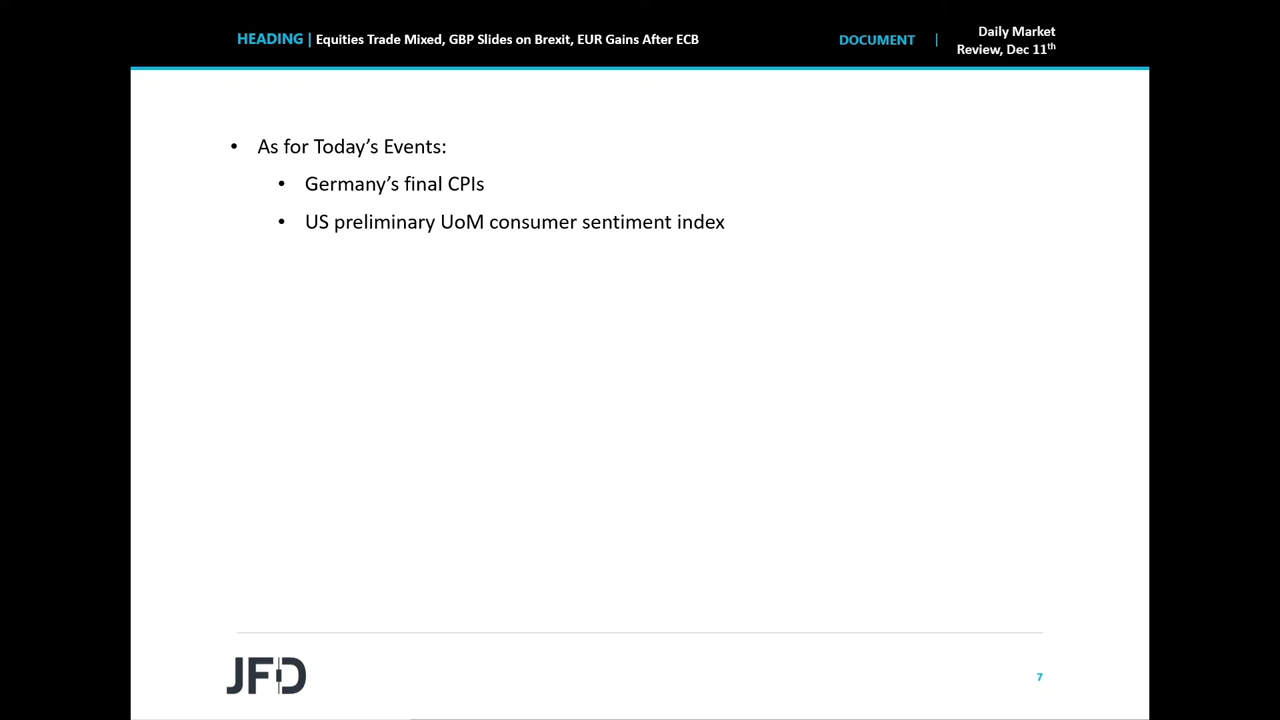 HEADING | Equities Trade Mixed, GBP Slides on Brexit, EUR Gains After ECB
DOCUMENT | Daily Market
Review, Dec 11th
• As for Today’s Events:
• Germany’s final CPIs
• US preliminary UoM consumer sentiment index
JFD
7